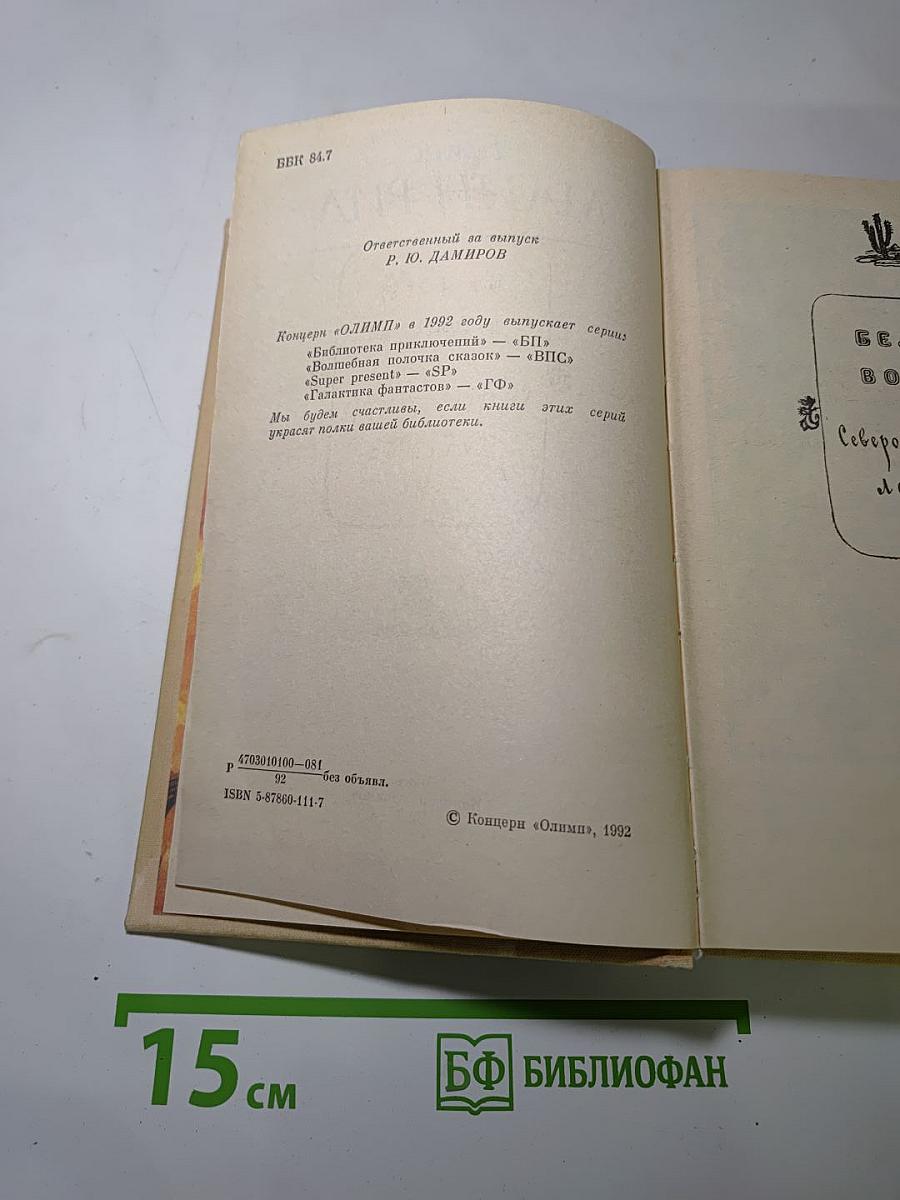 ББК 84.7
Ответственный за выпуск
Р. Ю. ДАМИРОВ
Концерн «ОЛИМП» в 1992 году выпускает серии:
«Библиотека приключений» — «БП»
«Волшебная полочка сказок» — «ВПС»
«Super present» — «SP»
«Галактика фантастов» — «ГФ»
Мы будем счастливы, если книги этих серий
украсят полки вашей библиотеки.
Р 4703010100—081
92 без объявл.
ISBN 5-87860-111-7
© Концерн «Олимп», 1992
15 см
БФ БИБЛИОФАН